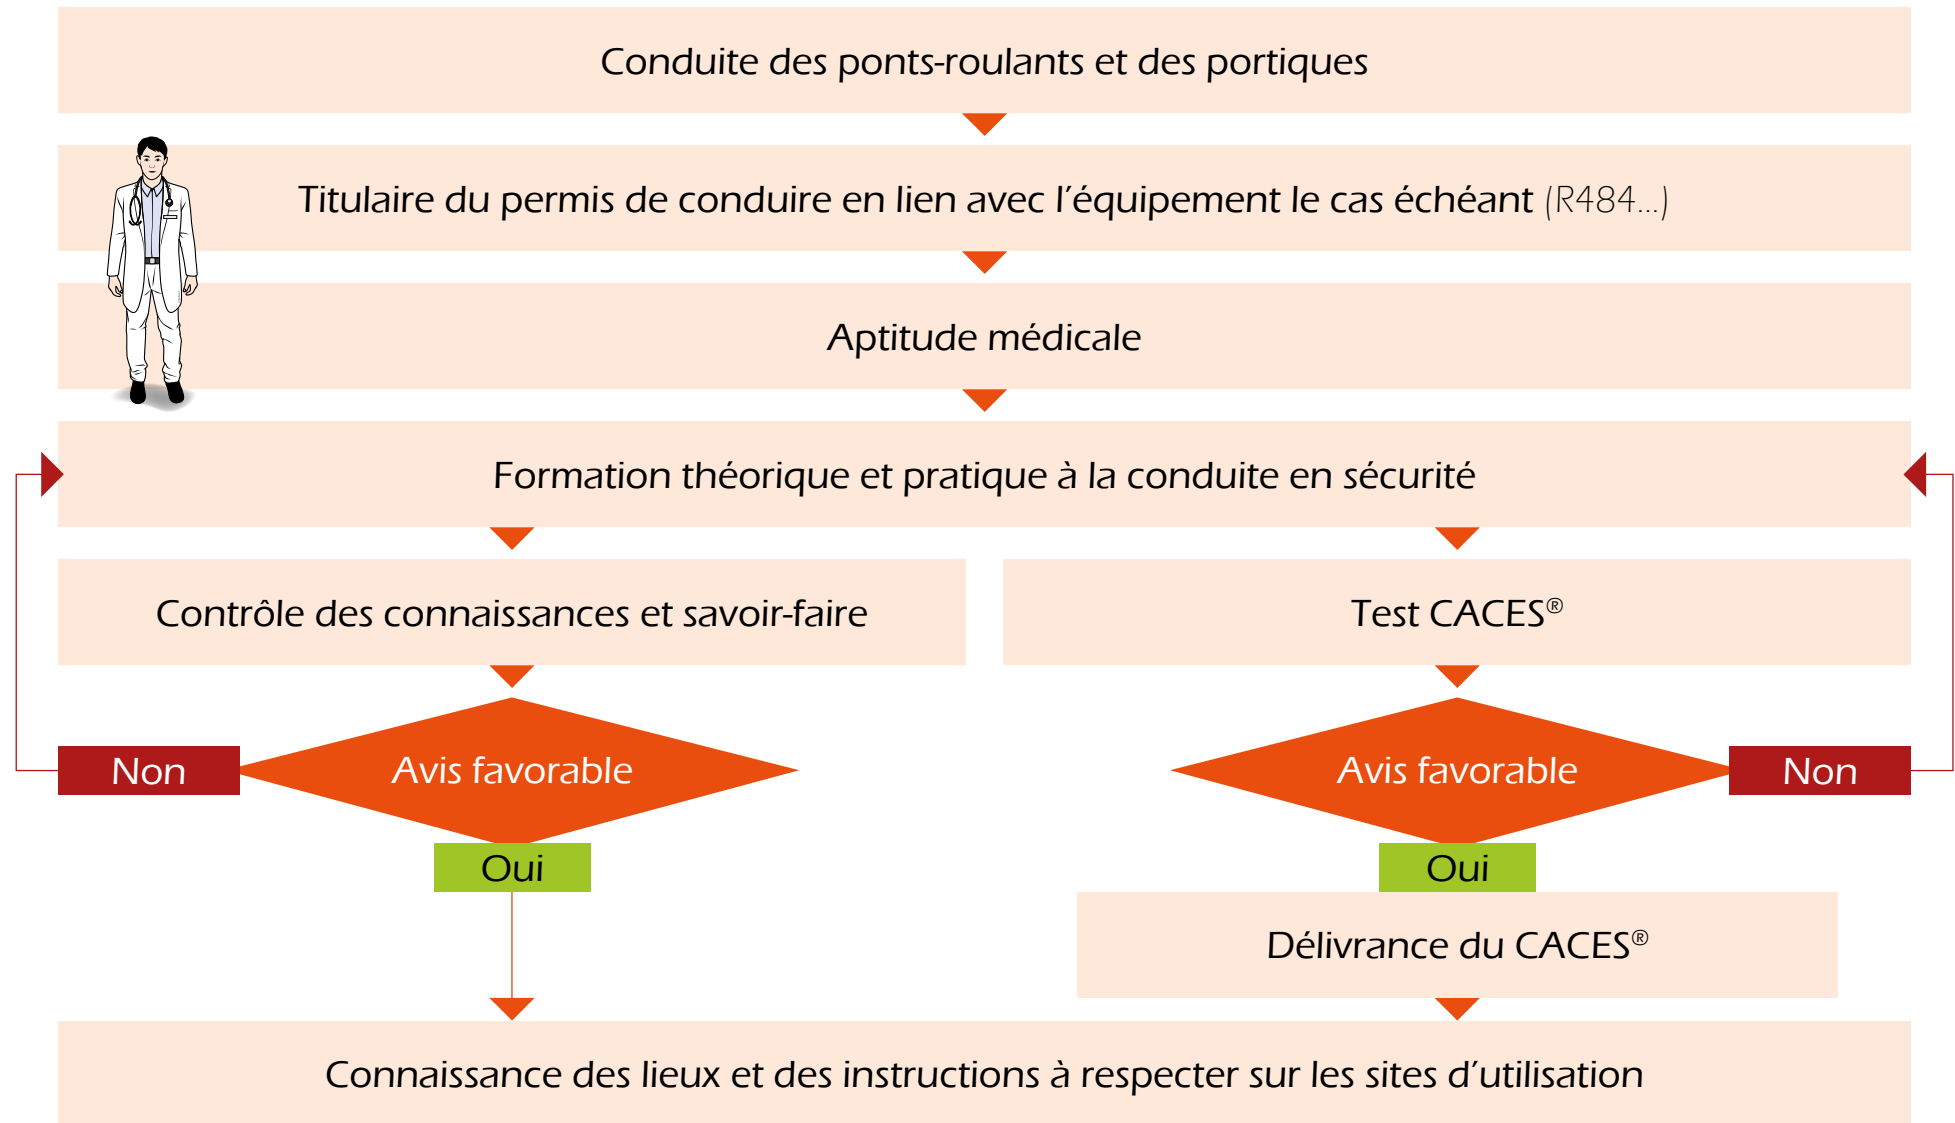 Conduite des ponts-roulants et des portiques
Titulaire du permis de conduire en lien avec l’équipement le cas échéant (R484...)
Aptitude médicale
Formation théorique et pratique à la conduite en sécurité
Contrôle des connaissances et savoir-faire
Test CACES®
Non
Avis favorable
Avis favorable
Non
Oui
Oui
Délivrance du CACES®
Connaissance des lieux et des instructions à respecter sur les sites d’utilisation